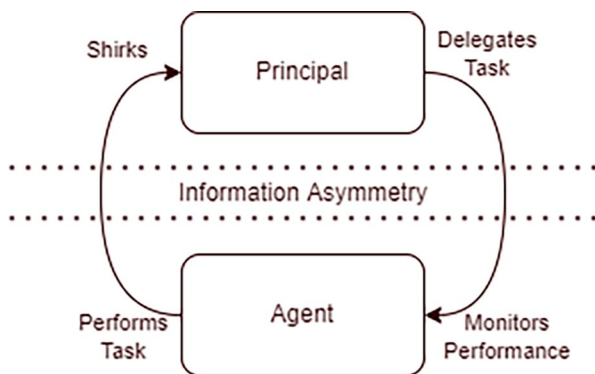 Shirks
Principal
Delegates
Task
Information Asymmetry
Performs
Task
Agent
Monitors
Performance